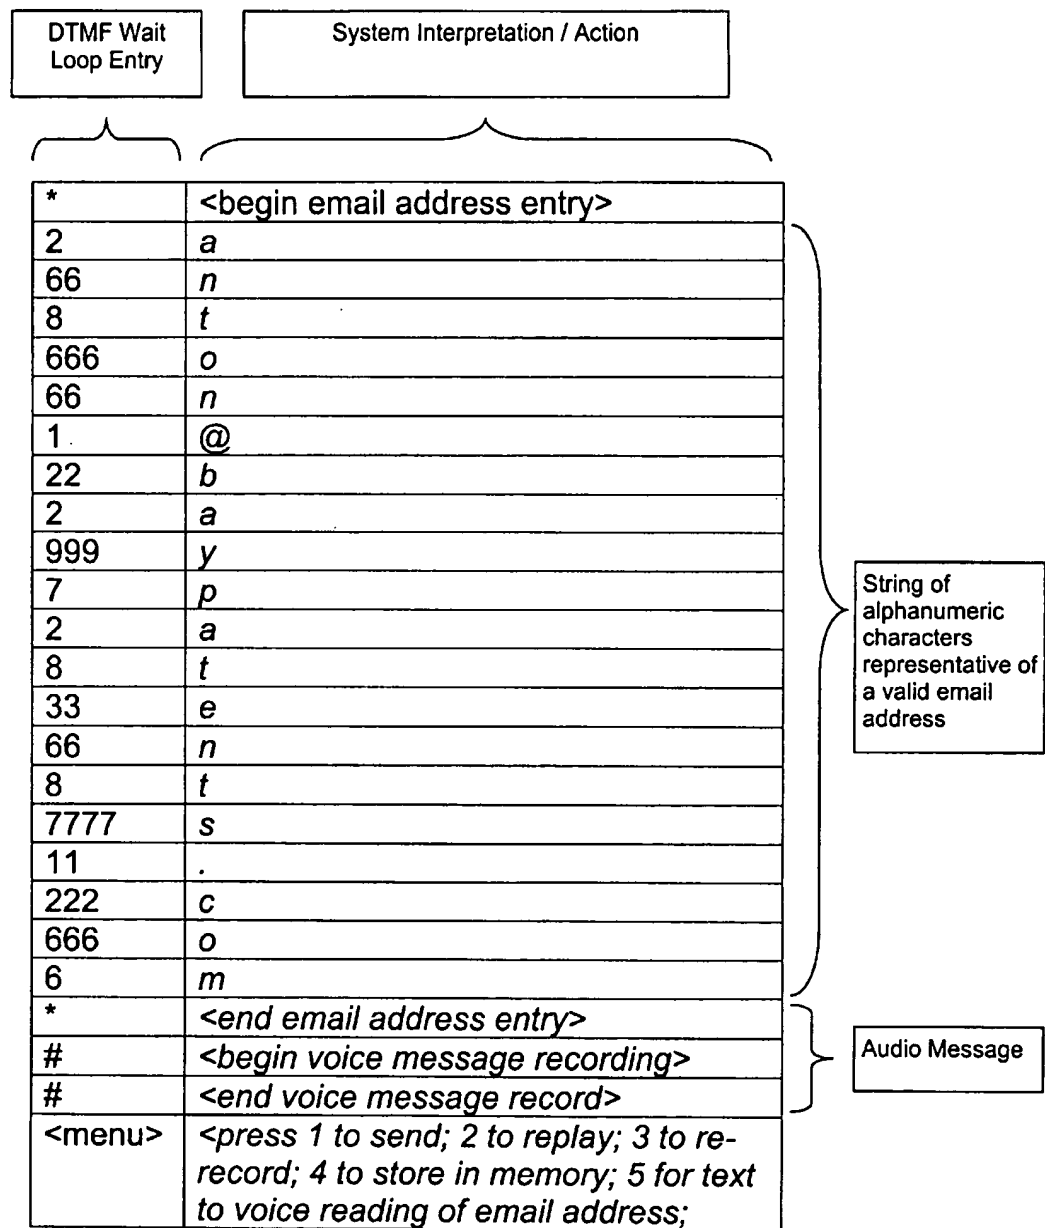 DTMF Wait
Loop Entry
System Interpretation / Action
* <begin email address entry>
2 a
66 n
8 t
666 o
66 n
1 @
22 b
2 a
999 y
7 p
2 a
8 t
33 e
66 n
8 t
7777 s
11 .
222 c
666 o
6 m
String of
alphanumeric
characters
representative of
a valid email
address
* <end email address entry>
# <begin voice message recording>
# <end voice message record>
Audio Message
<menu> <press 1 to send; 2 to replay; 3 to re-
record; 4 to store in memory; 5 for text
to voice reading of email address;